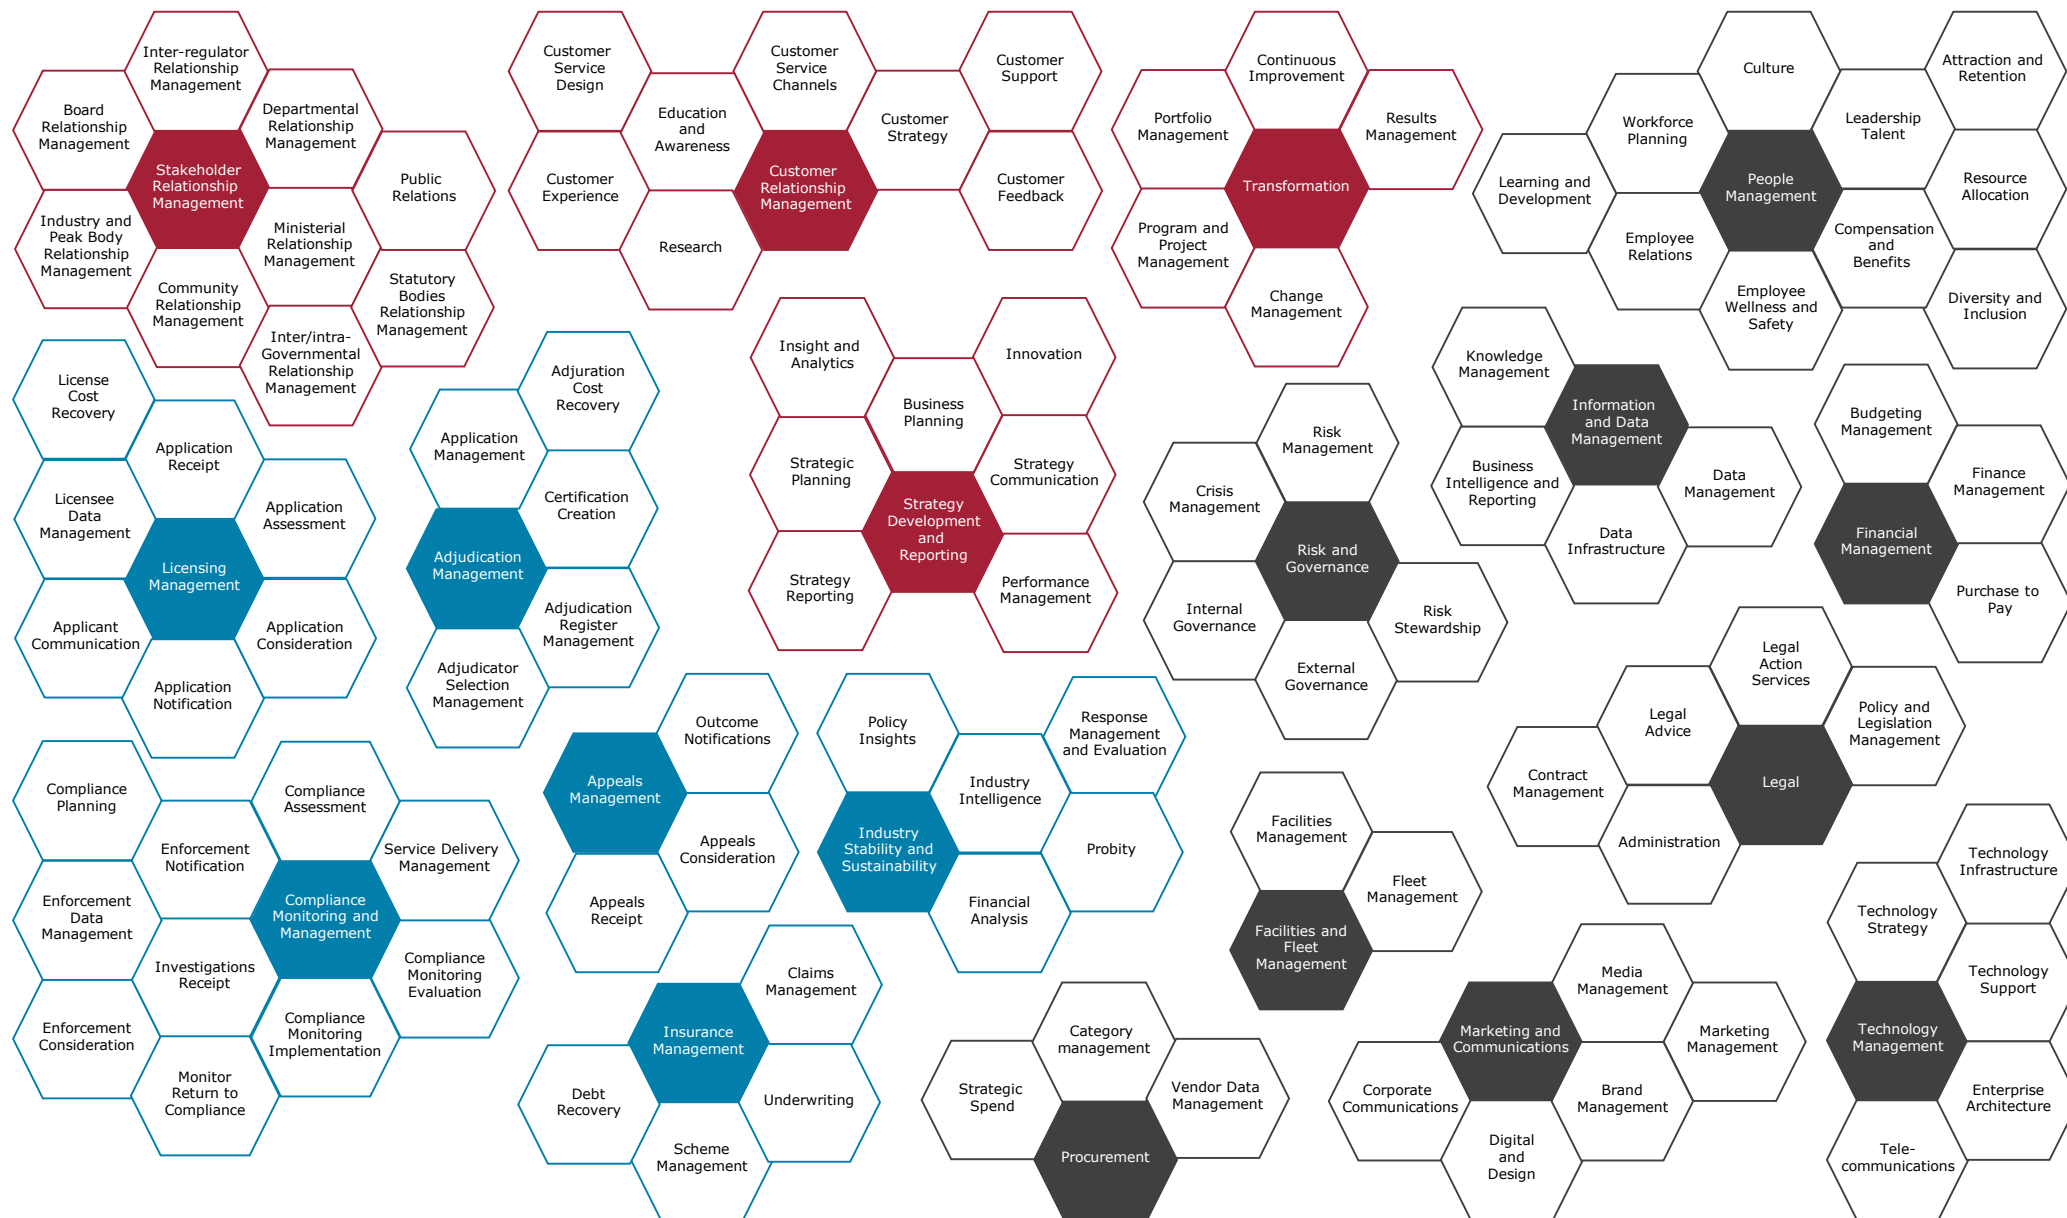 Inter-regulator
Relationship
Management
Board
Relationship
Management
Departmental
Relationship
Management
Stakeholder
Relationship
Management
Public
Relations
Industry and
Peak Body
Relationship
Management
Ministerial
Relationship
Management
Community
Relationship
Management
Statutory
Bodies
Relationship
Management
Inter/intra-
Governmental
Relationship
Management
Customer
Service
Design
Customer
Service
Channels
Customer
Support
Education
and
Awareness
Customer
Strategy
Customer
Experience
Customer
Relationship
Management
Customer
Feedback
Research
Continuous
Improvement
Portfolio
Management
Results
Management
Transformation
Program and
Project
Management
Change
Management
Culture
Attraction and
Retention
Workforce
Planning
Leadership
Talent
Learning and
Development
People
Management
Resource
Allocation
Employee
Relations
Compensation
and
Benefits
Employee
Wellness and
Safety
Diversity and
Inclusion
License
Cost
Recovery
Application
Receipt
Licensee
Data
Management
Application
Assessment
Licensing
Management
Applicant
Communication
Application
Consideration
Application
Notification
Adjuration
Cost
Recovery
Application
Management
Certification
Creation
Adjudication
Management
Adjudication
Register
Management
Adjudicator
Selection
Management
Insight and
Analytics
Innovation
Business
Planning
Strategic
Planning
Strategy
Communication
Strategy
Development
and
Reporting
Strategy
Reporting
Performance
Management
Risk
Management
Crisis
Management
Risk and
Governance
Internal
Governance
Risk
Stewardship
External
Governance
Knowledge
Management
Information
and Data
Management
Business
Intelligence and
Reporting
Data
Management
Data
Infrastructure
Budgeting
Management
Finance
Management
Financial
Management
Purchase to
Pay
Legal
Action
Services
Legal
Advice
Policy and
Legislation
Management
Contract
Management
Legal
Administration
Compliance
Planning
Compliance
Assessment
Enforcement
Notification
Service Delivery
Management
Enforcement
Data
Management
Compliance
Monitoring and
Management
Investigations
Receipt
Compliance
Monitoring
Evaluation
Enforcement
Consideration
Compliance
Monitoring
Implementation
Monitor
Return to
Compliance
Outcome
Notifications
Appeals
Management
Appeals
Consideration
Appeals
Receipt
Policy
Insights
Response
Management
and Evaluation
Industry
Intelligence
Industry
Stability and
Sustainability
Probity
Financial
Analysis
Claims
Management
Insurance
Management
Debt
Recovery
Underwriting
Scheme
Management
Facilities
Management
Fleet
Management
Facilities and
Fleet
Management
Category
management
Strategic
Spend
Vendor Data
Management
Procurement
Media
Management
Marketing and
Communications
Marketing
Management
Corporate
Communications
Brand
Management
Digital
and
Design
Technology
Infrastructure
Technology
Strategy
Technology
Support
Technology
Management
Enterprise
Architecture
Tele-
communications